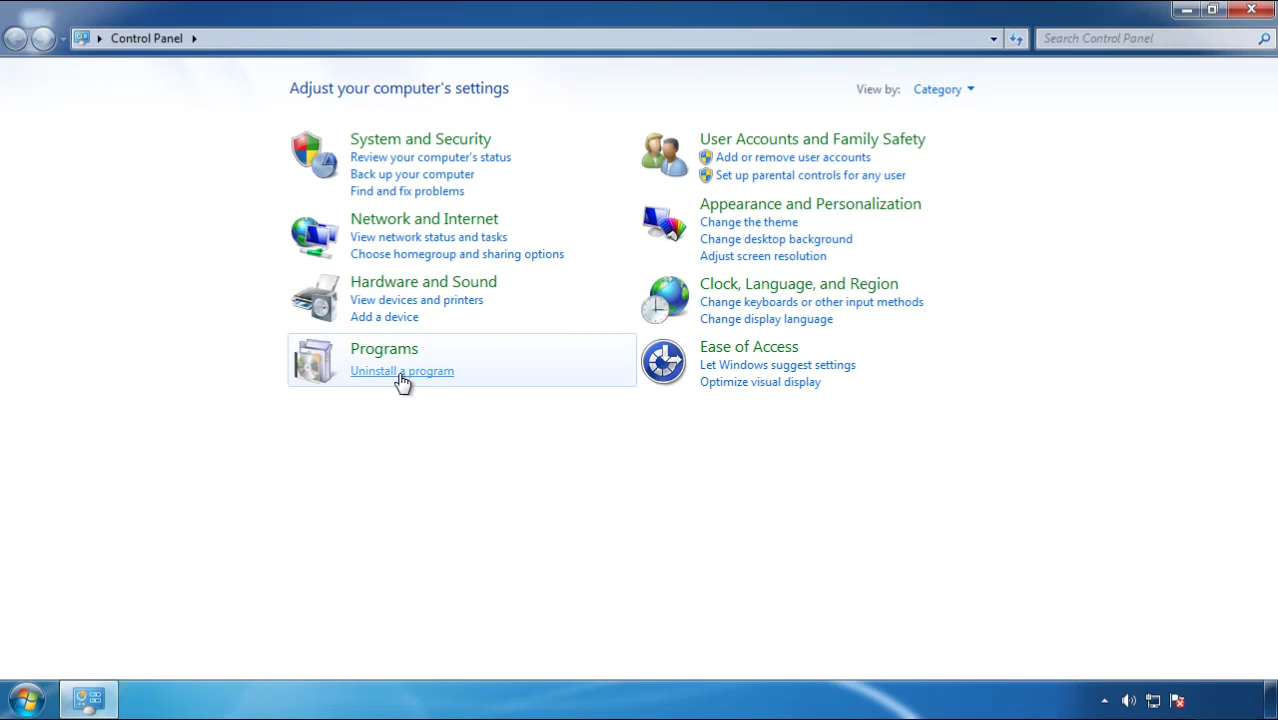 Control Panel
Search Control Panel
Adjust your computer's settings
View by: Category
System and Security
Review your computer's status
Back up your computer
Find and fix problems
Network and Internet
View network status and tasks
Choose homegroup and sharing options
Hardware and Sound
View devices and printers
Add a device
Programs
Uninstall a program
User Accounts and Family Safety
Add or remove user accounts
Set up parental controls for any user
Appearance and Personalization
Change the theme
Change desktop background
Adjust screen resolution
Clock, Language, and Region
Change keyboards or other input methods
Change display language
Ease of Access
Let Windows suggest settings
Optimize visual display